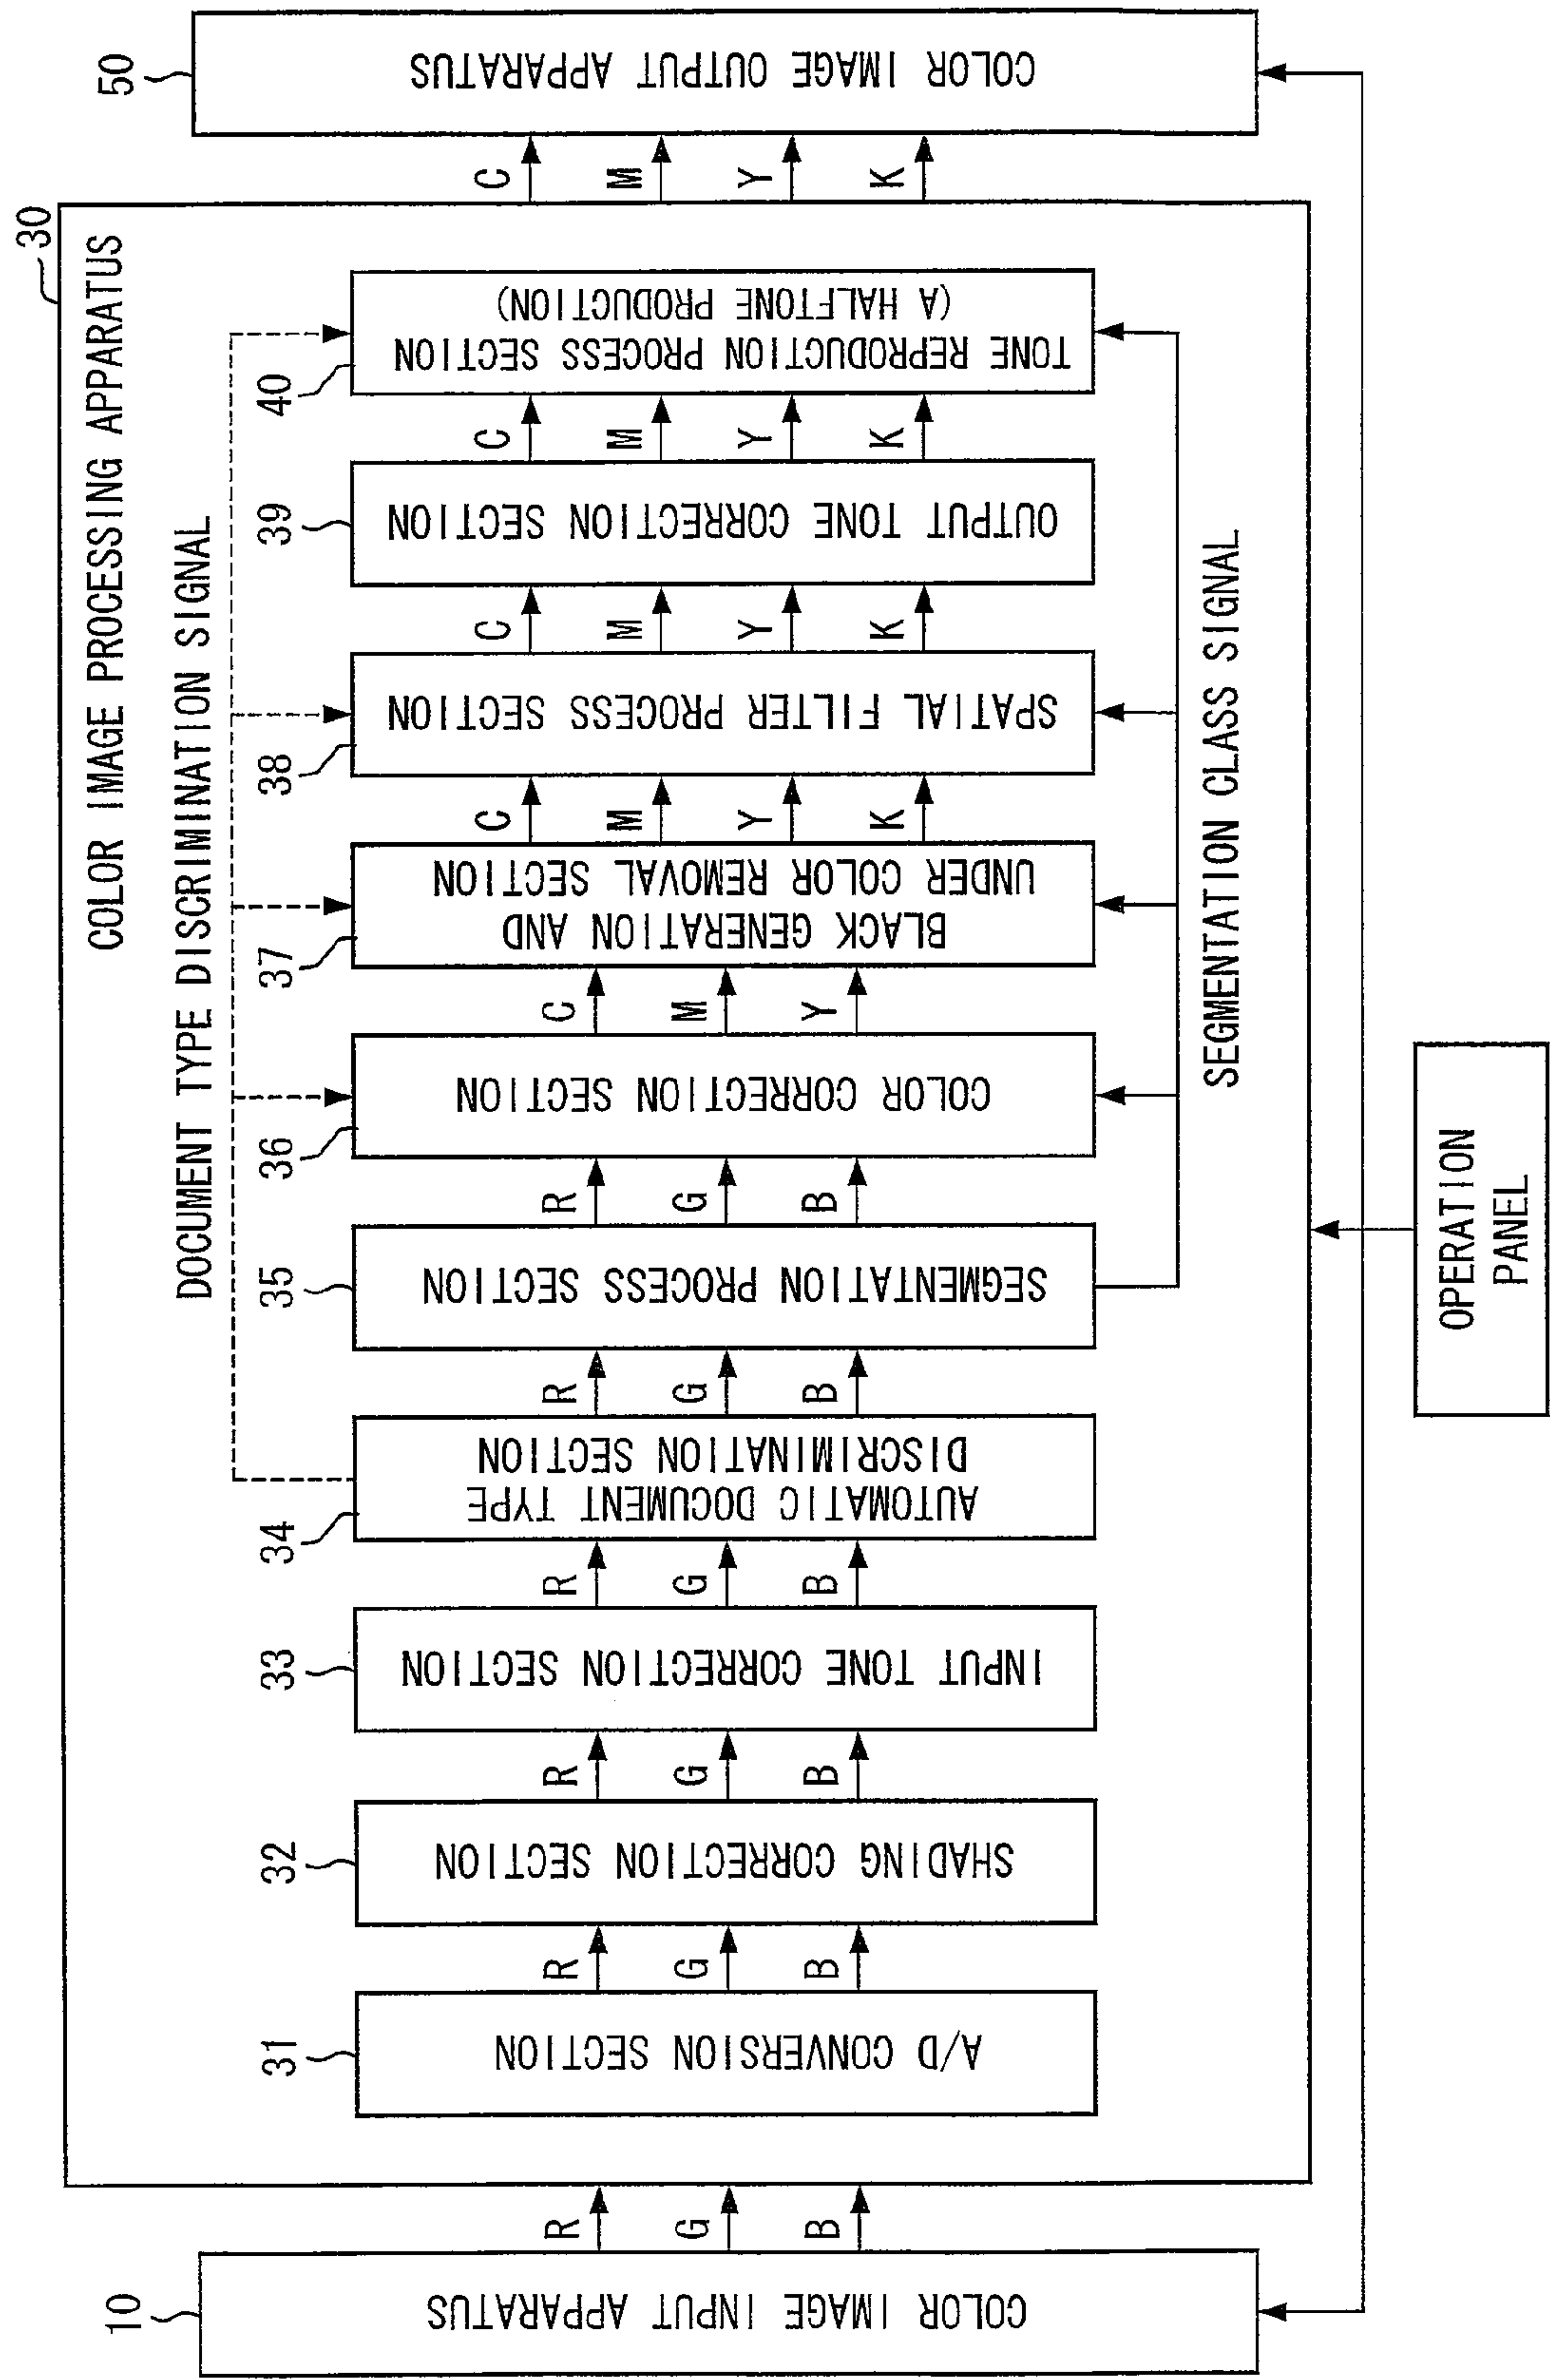 COLOR IMAGE PROCESSING APPARATUS
30
DOCUMENT TYPE DISCRIMINATION SIGNAL
10
COLOR IMAGE INPUT APPARATUS
R
G
B
31
A/D CONVERSION SECTION
R
G
B
32
SHADING CORRECTION SECTION
R
G
B
33
INPUT TONE CORRECTION SECTION
R
G
B
34
AUTOMATIC DOCUMENT TYPE
DISCRIMINATION SECTION
R
G
B
35
SEGMENTATION PROCESS SECTION
R
G
B
36
COLOR CORRECTION SECTION
C
M
Y
37
BLACK GENERATION AND
UNDER COLOR REMOVAL SECTION
C
M
Y
K
38
SPATIAL FILTER PROCESS SECTION
C
M
Y
K
39
OUTPUT TONE CORRECTION SECTION
C
M
Y
K
40
TONE REPRODUCTION PROCESS SECTION
(A HALFTONE PRODUCTION)
C
M
Y
K
50
COLOR IMAGE OUTPUT APPARATUS
SEGMENTATION CLASS SIGNAL
OPERATION
PANEL